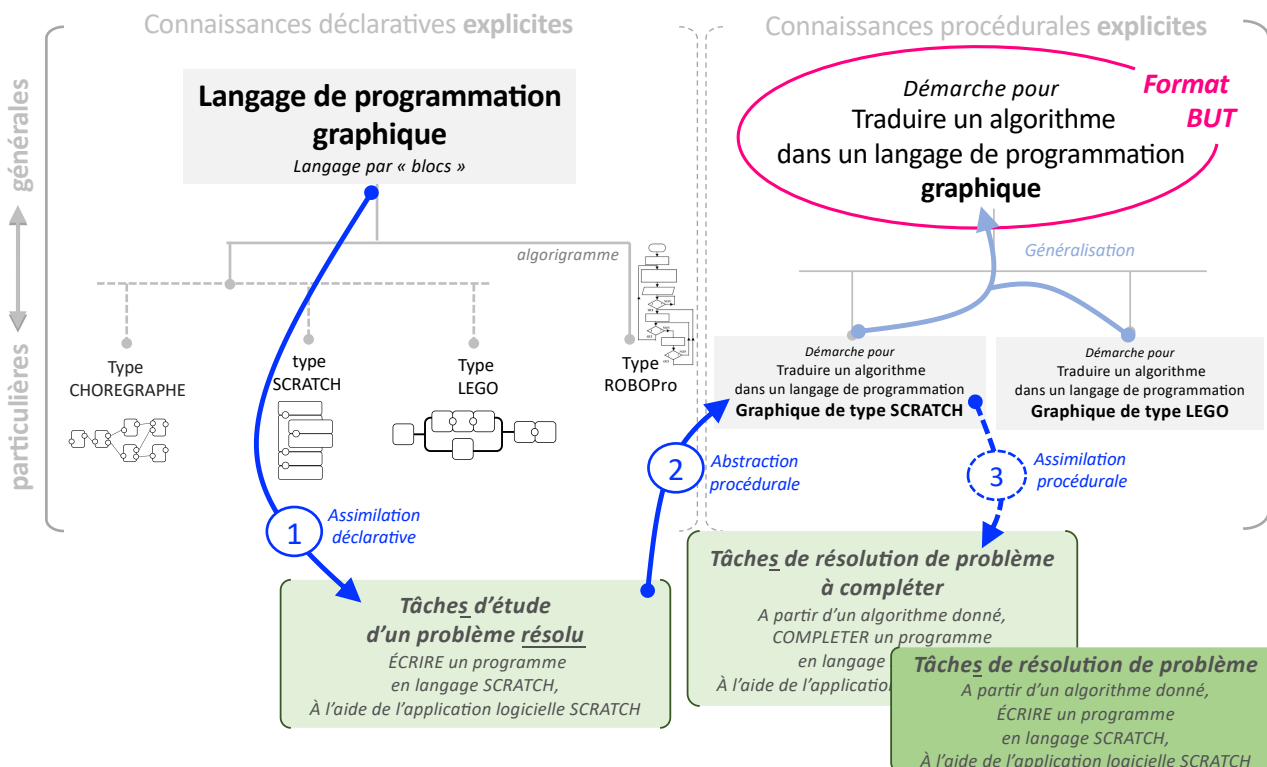 Connaissances déclaratives explicites
Langage de programmation
graphique
Langage par « blocs »
algorigramme
Type
CHOREGRAPHE
type
SCRATCH
Type
LEGO
Type
ROBOPro
générales
particulières
1
Assimilation
déclarative
Tâches d'étude
d'un problème résolu
ÉCRIRE un programme
en langage SCRATCH,
À l'aide de l'application logicielle SCRATCH
Connaissances procédurales explicites
Format
BUT
Démarche pour
Traduire un algorithme
dans un langage de programmation
graphique
Généralisation
Démarche pour
Traduire un algorithme
dans un langage de programmation
Graphique de type SCRATCH
Démarche pour
Traduire un algorithme
dans un langage de programmation
Graphique de type LEGO
2
Abstraction
procédurale
3
Assimilation
procédurale
Tâches de résolution de problème
à compléter
A partir d'un algorithme donné,
COMPLETER un programme
en langage
À l'aide de l'application
Tâches de résolution de problème
A partir d'un algorithme donné,
ÉCRIRE un programme
en langage SCRATCH,
À l'aide de l'application logicielle SCRATCH